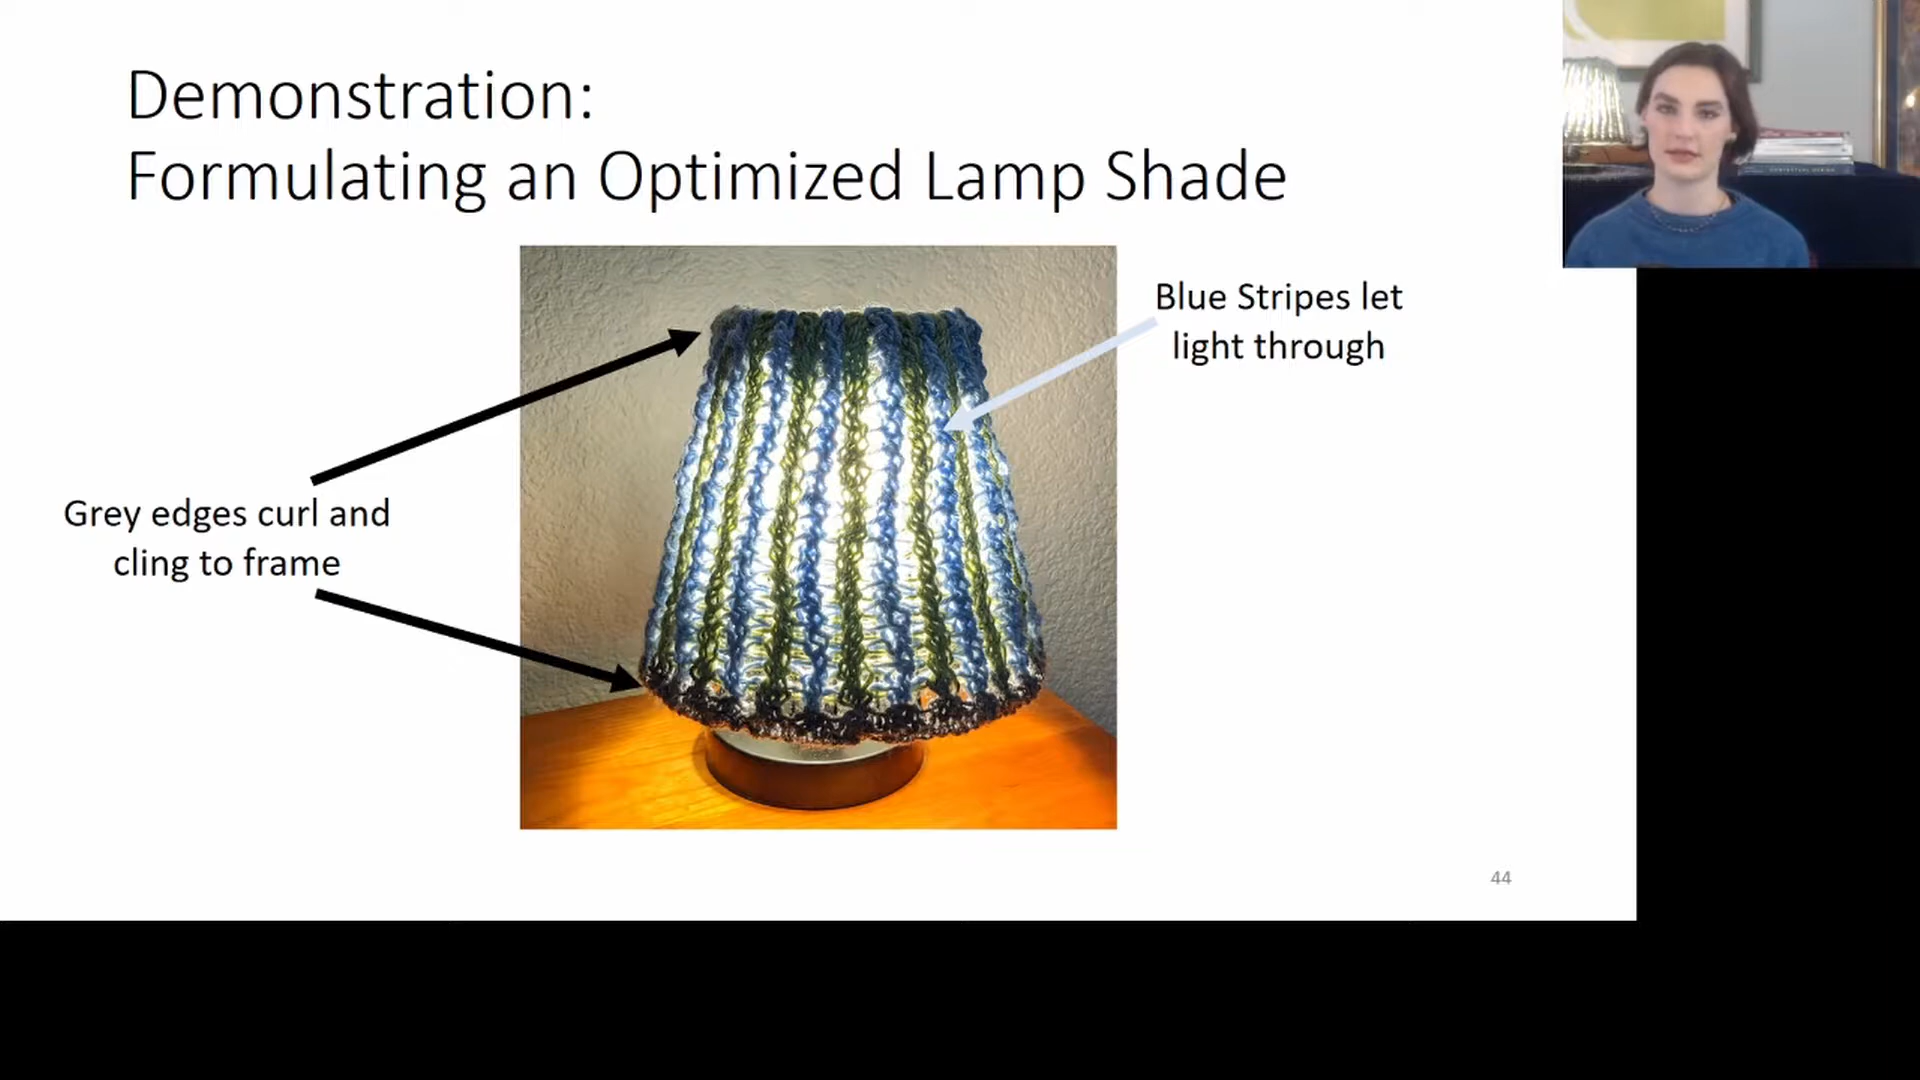 Demonstration:
Formulating an Optimized Lamp Shade
Blue Stripes let
light through
Grey edges curl and
cling to frame
44